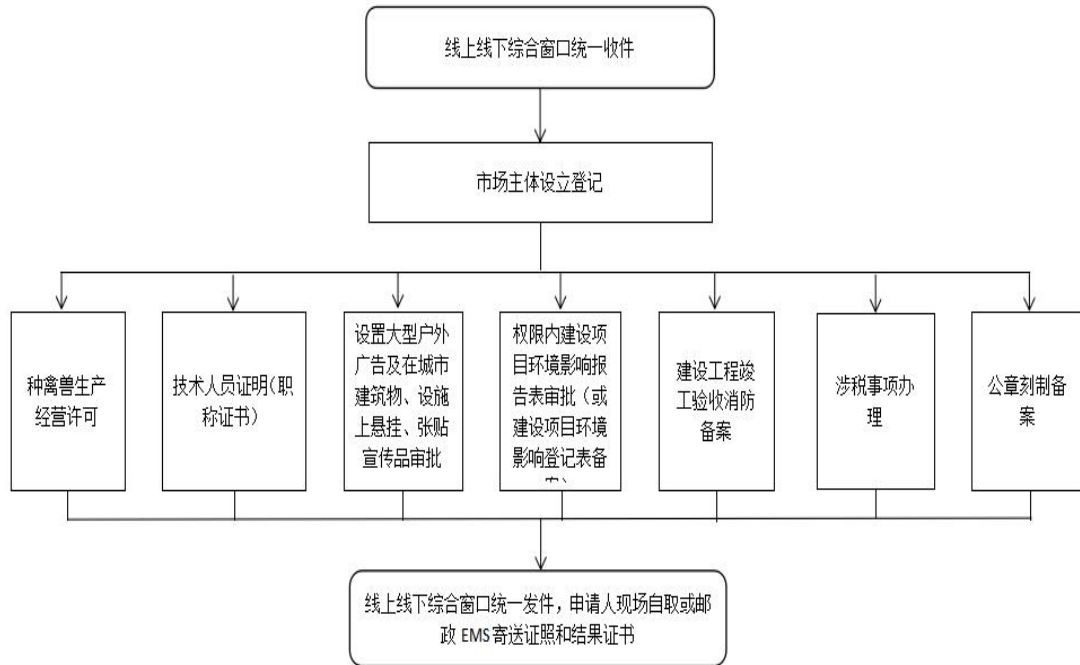 线上线下综合窗口统一收件
市场主体设立登记
种禽兽生产
经营许可
技术人员证明(职
称证书)
设置大型户外
广告及在城市
建筑物、设施
上悬挂、张贴
宣传品审批
权限内建设项
目环境影响报
告表审批（或
建设项目环境
影响登记表备
建设工程竣
工验收消防
备案
涉税事项办
理
公章刻制备
案
线上线下综合窗口统一发件，申请人现场自取或邮
政 EMS 寄送证照和结果证书